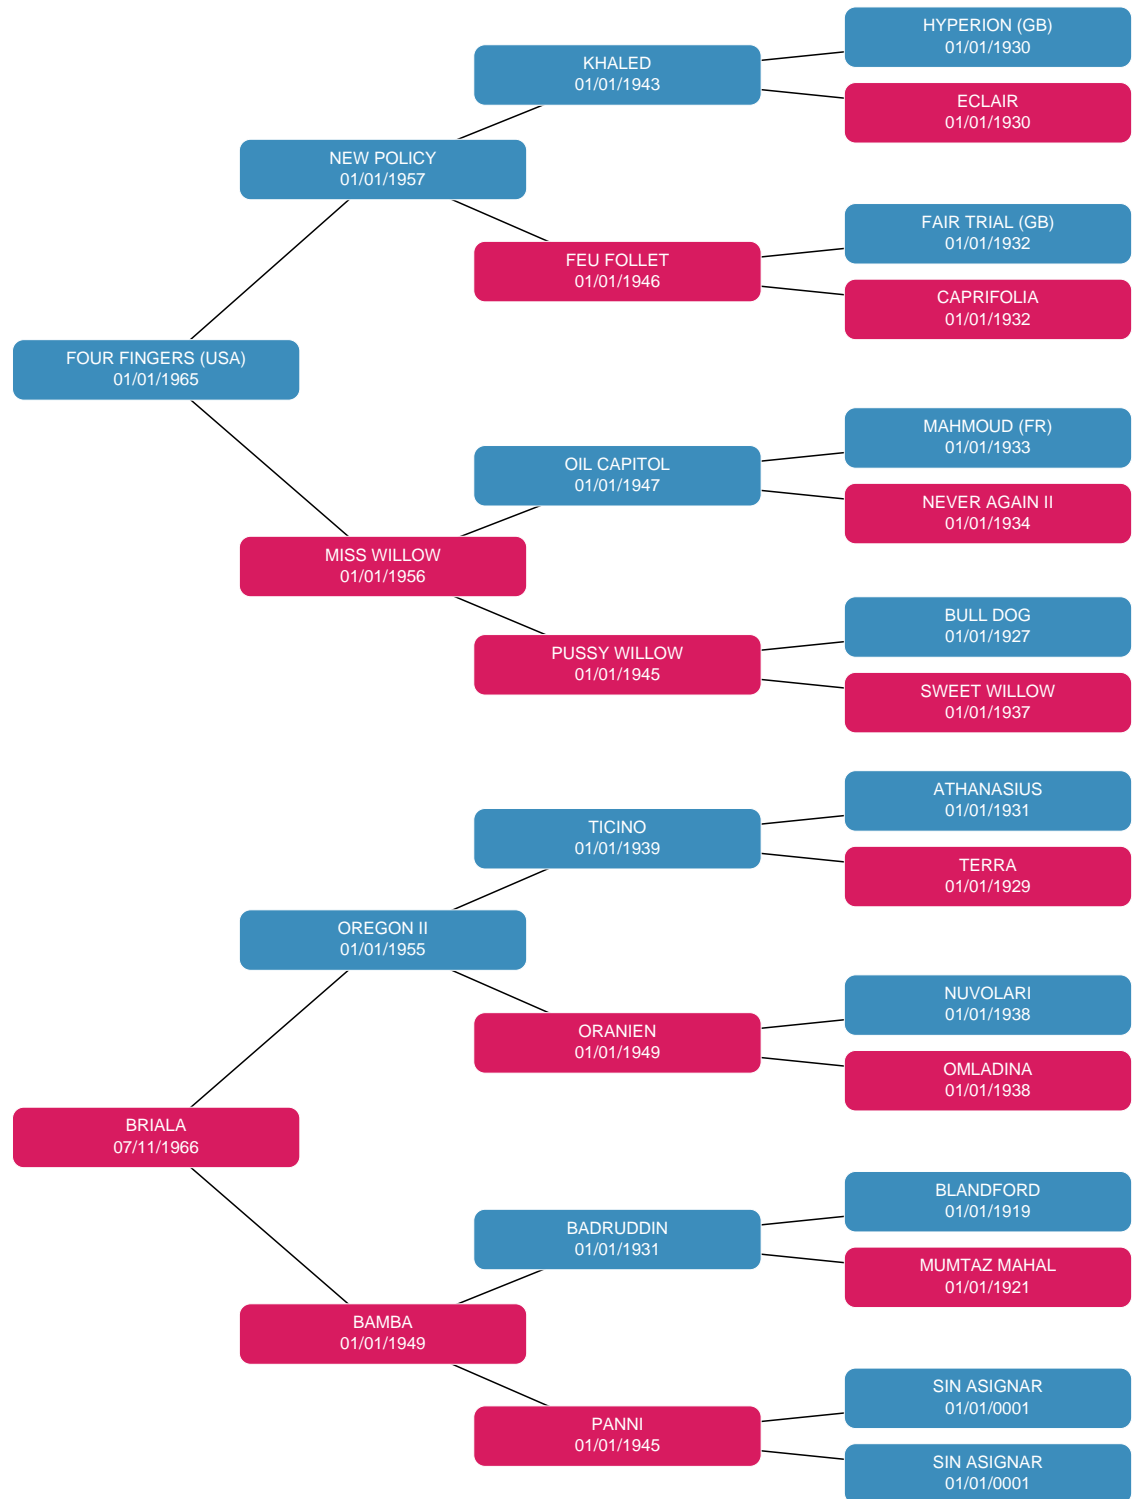 HYPERION (GB)
01/01/1930
KHALED
01/01/1943
ECLAIR
01/01/1930
NEW POLICY
01/01/1957
FAIR TRIAL (GB)
01/01/1932
FEU FOLLET
01/01/1946
CAPRIFOLIA
01/01/1932
FOUR FINGERS (USA)
01/01/1965
MAHMOUD (FR)
01/01/1933
OIL CAPITOL
01/01/1947
NEVER AGAIN II
01/01/1934
MISS WILLOW
01/01/1956
BULL DOG
01/01/1927
PUSSY WILLOW
01/01/1945
SWEET WILLOW
01/01/1937
ATHANASIUS
01/01/1931
TICINO
01/01/1939
TERRA
01/01/1929
OREGON II
01/01/1955
NUVOLARI
01/01/1938
ORANIEN
01/01/1949
OMLADINA
01/01/1938
BRIALA
07/11/1966
BLANDFORD
01/01/1919
BADRUDDIN
01/01/1931
MUMTAZ MAHAL
01/01/1921
BAMBA
01/01/1949
SIN ASIGNAR
01/01/0001
PANNI
01/01/1945
SIN ASIGNAR
01/01/0001